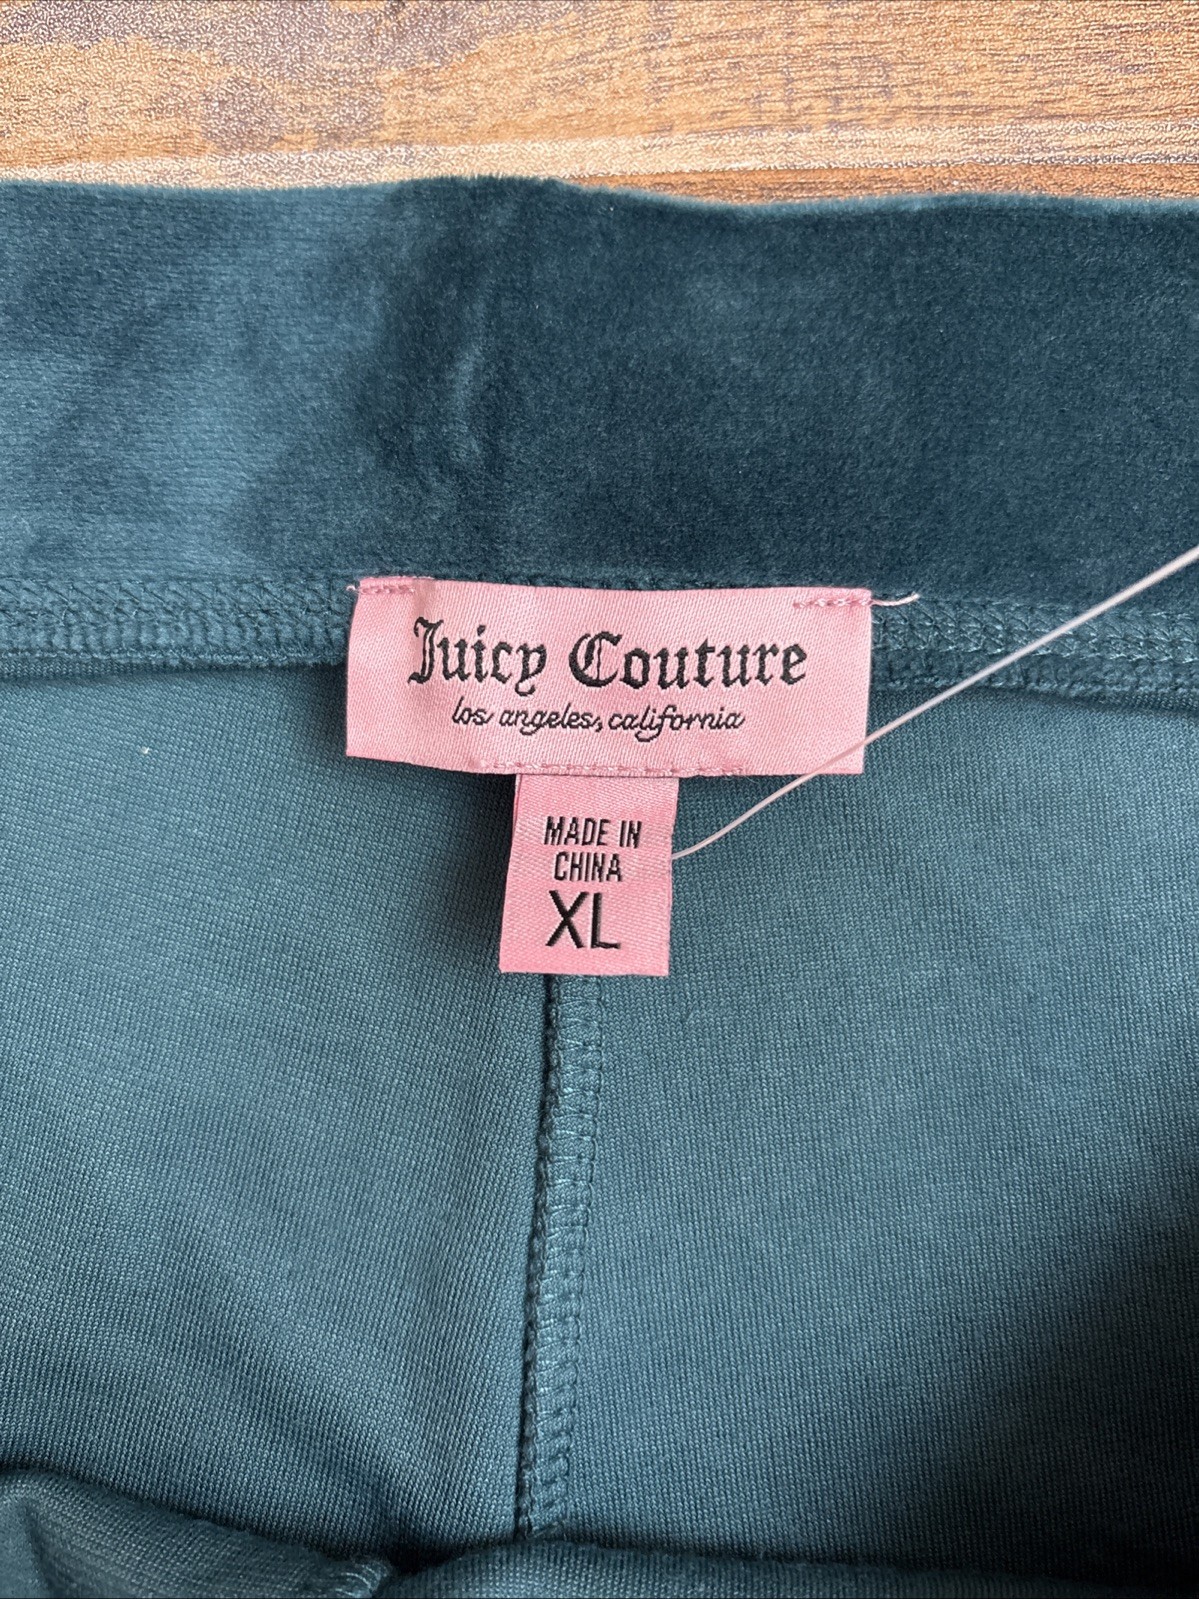 Juicy Couture
los angeles, california
MADE IN
CHINA
XL